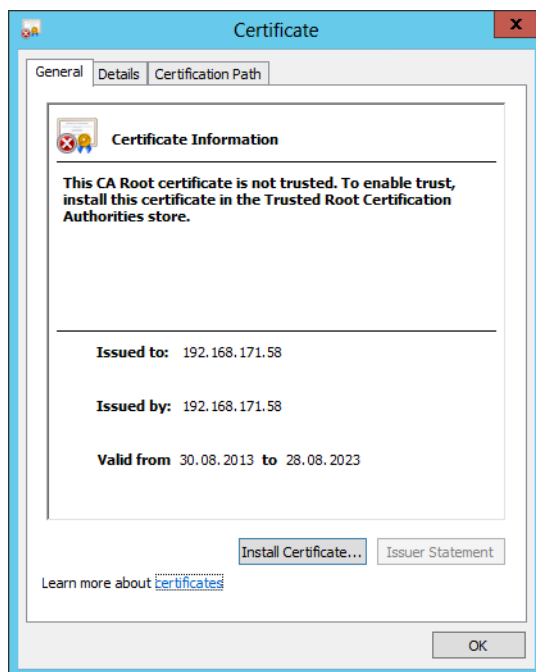 Certificate
x
General Details Certification Path
Certificate Information
This CA Root certificate is not trusted. To enable trust,
install this certificate in the Trusted Root Certification
Authorities store.
Issued to: 192.168.171.58
Issued by: 192.168.171.58
Valid from 30.08.2013 to 28.08.2023
Install Certificate... Issuer Statement
Learn more about certificates
OK